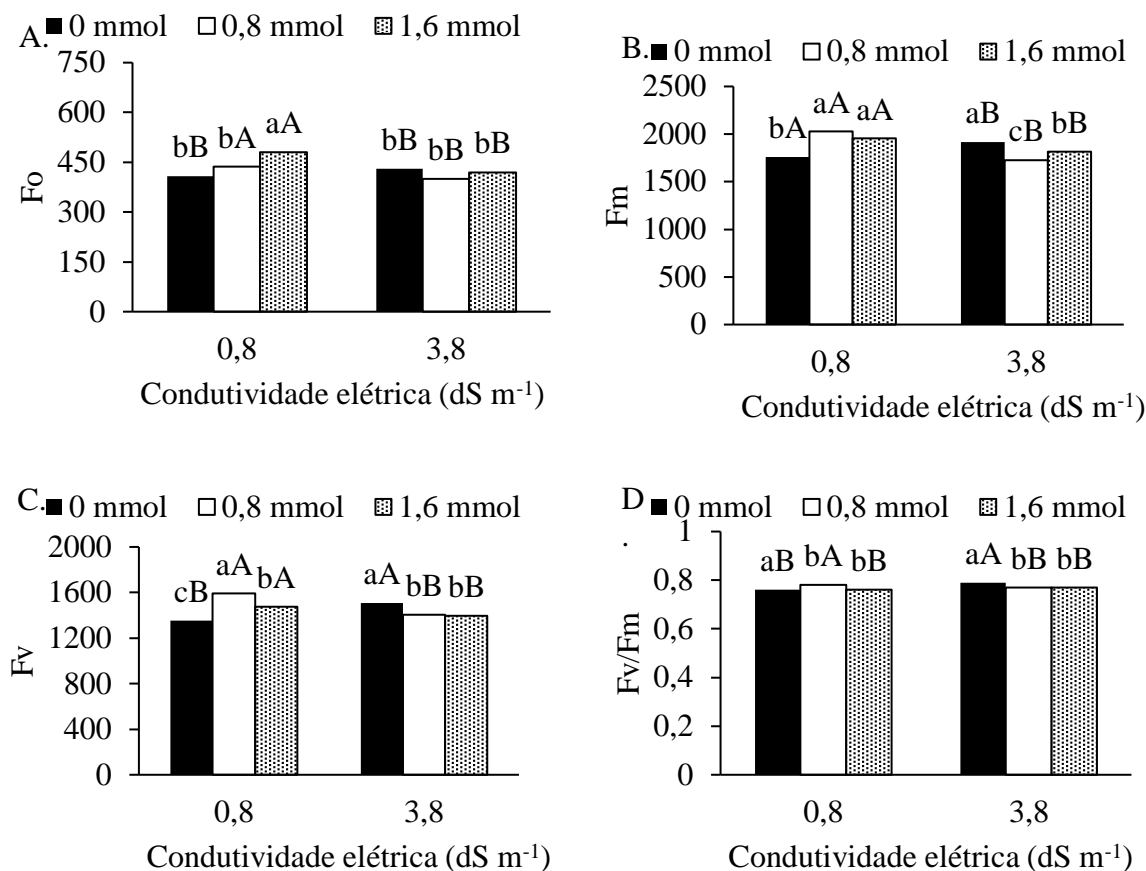 A. 0 mmol 0,8 mmol 1,6 mmol
750
600
450
300
150
0
Fo
bB bA aA bB bB bB
0,8 3,8
Condutividade elétrica (dS m-1)
B. 0 mmol 0,8 mmol 1,6 mmol
2500
2000
1500
1000
500
0
Fm
bA aA aA aB cB bB
0,8 3,8
Condutividade elétrica (dS m-1)
C. 0 mmol 0,8 mmol 1,6 mmol
2000
1600
1200
800
400
0
Fv
cB aA bA aA bB bB
0,8 3,8
Condutividade elétrica (dS m-1)
D 0 mmol 0,8 mmol 1,6 mmol
.
1
0,8
0,6
0,4
0,2
0
Fv/Fm
aB bA bB aA bB bB
0,8 3,8
Condutividade elétrica (dS m-1)